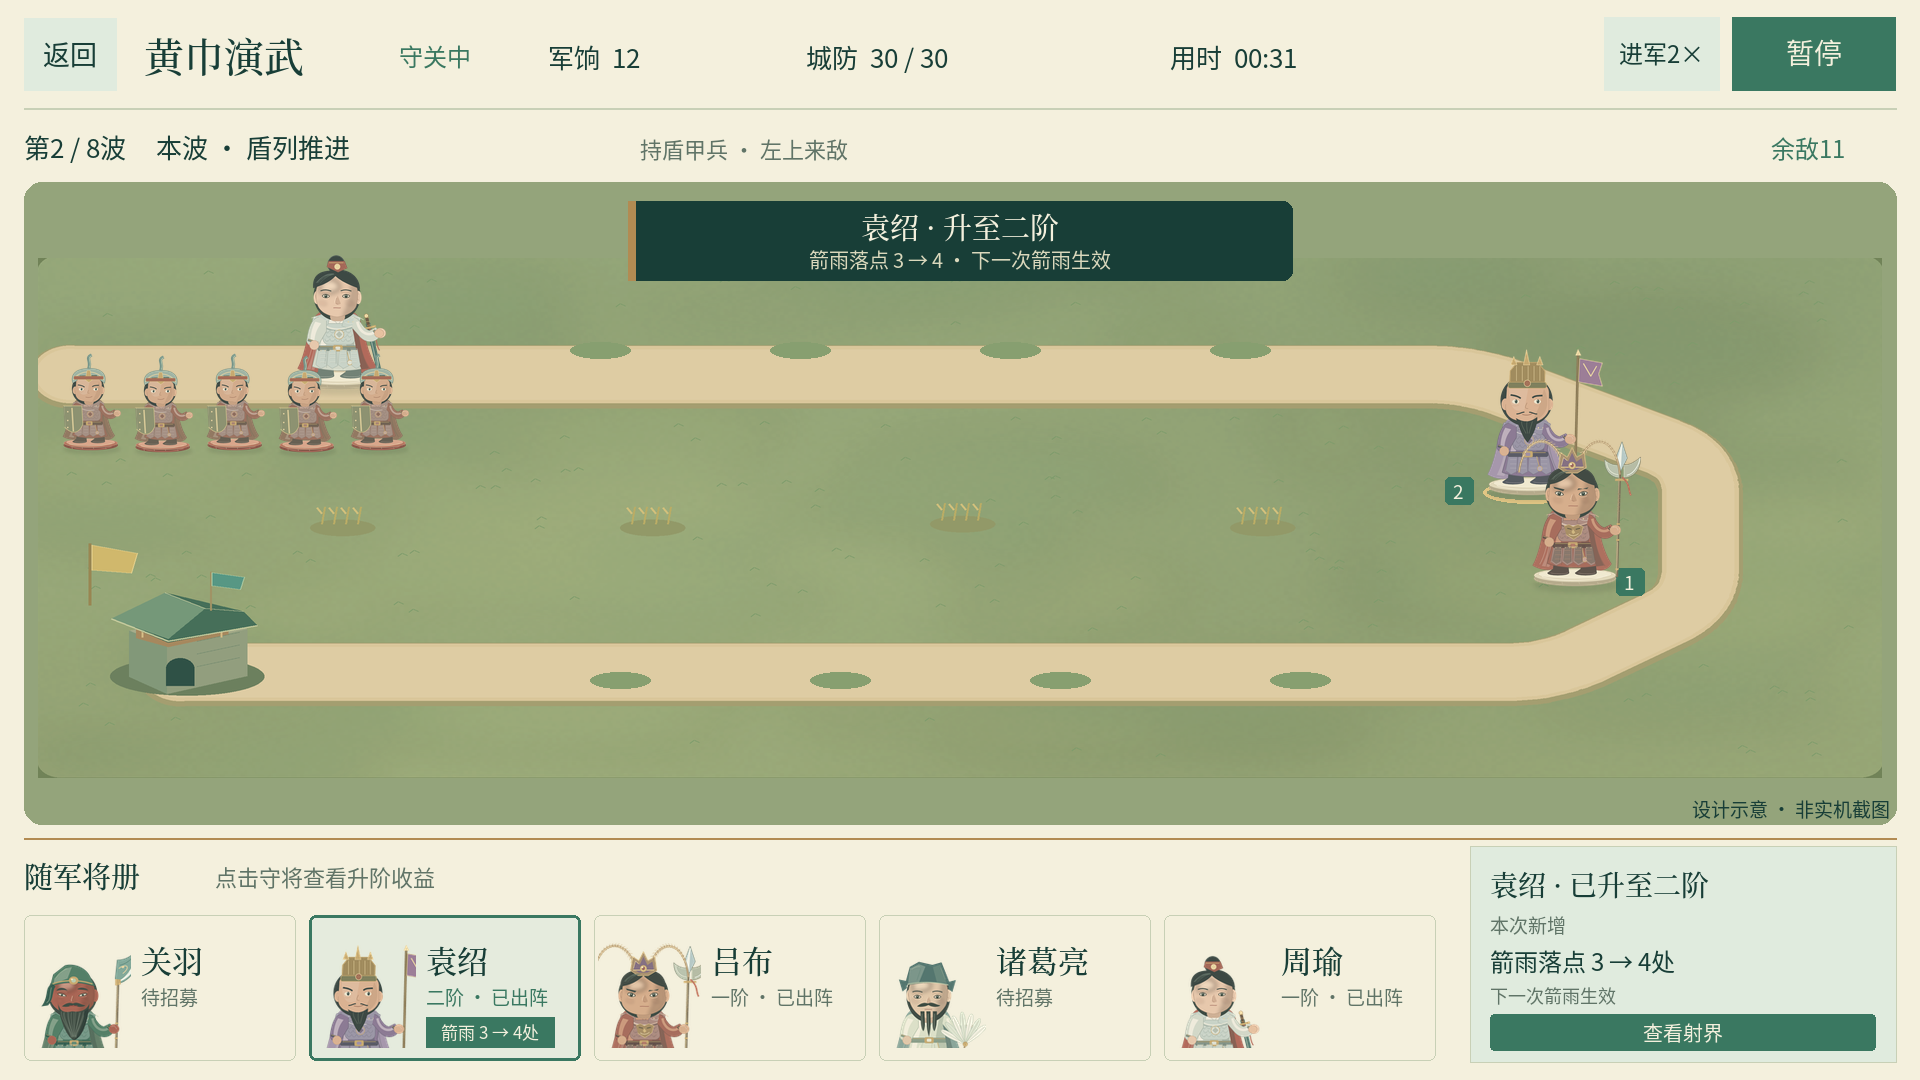 返回
黄巾演武
守关中
军饷 12
城防 30 / 30
用时 00:31
进军2×
暂停
第2 / 8波
本波 · 盾列推进
持盾甲兵 · 左上来敌
余敌11
袁绍 · 升至二阶
箭雨落点 3 → 4 · 下一次箭雨生效
2
1
设计示意 · 非实机截图
随军将册
点击守将查看升阶收益
关羽
待招募
袁绍
二阶 · 已出阵
箭雨 3 → 4处
吕布
一阶 · 已出阵
诸葛亮
待招募
周瑜
一阶 · 已出阵
袁绍 · 已升至二阶
本次新增
箭雨落点 3 → 4处
下一次箭雨生效
查看射界